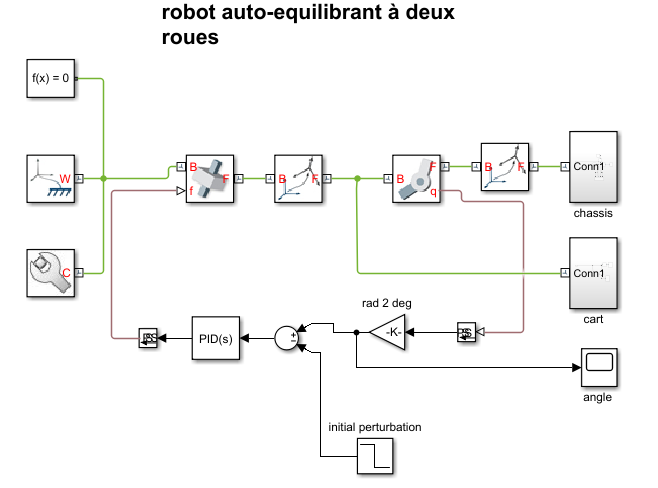 robot auto-equilibrant à deux
roues
f(x) = 0
W
B
F
f
B
F
B
F
q
B
F
Conn1
chassis
C
Conn1
cart
rad 2 deg
-K-
PID(s)
+
−
angle
initial perturbation